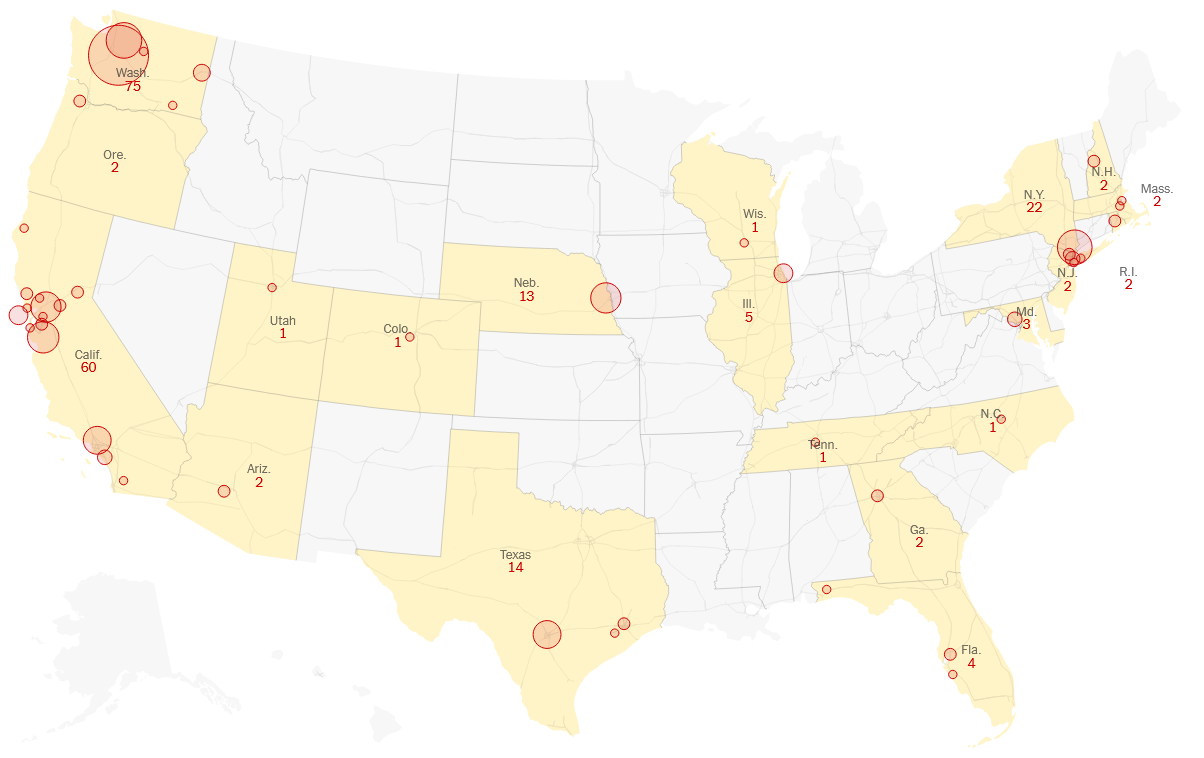 Wash.
75
Ore.
2
Calif.
60
Utah
1
Colo.
1
Ariz.
2
Neb.
13
Texas
14
Wis.
1
Ill.
5
Tenn.
1
N.C.
1
Ga.
2
Fla.
4
Md.
3
N.J.
2
N.Y.
22
N.H.
2
Mass.
2
R.I.
2